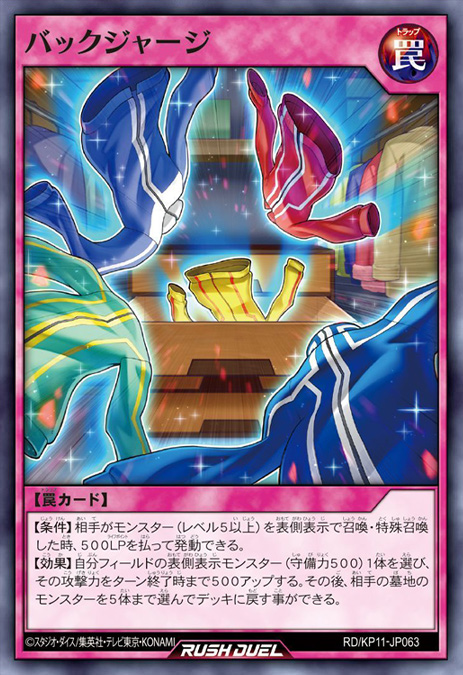 バックジャージ
トラップ
罠
【罠カード】
【条件】相手がモンスター(レベル5以上)を表側表示で召喚・特殊召喚
した時、500LPを払って発動できる。
【効果】自分フィールドの表側表示モンスター(守備力500)1体を選び、
その攻撃力をターン終了時まで500アップする。その後、相手の墓地の
モンスターを5体まで選んでデッキに戻す事ができる。
©スタジオ・ダイス/集英社・テレビ東京・KONAMI
RUSH DUEL
RD/KP11-JP063